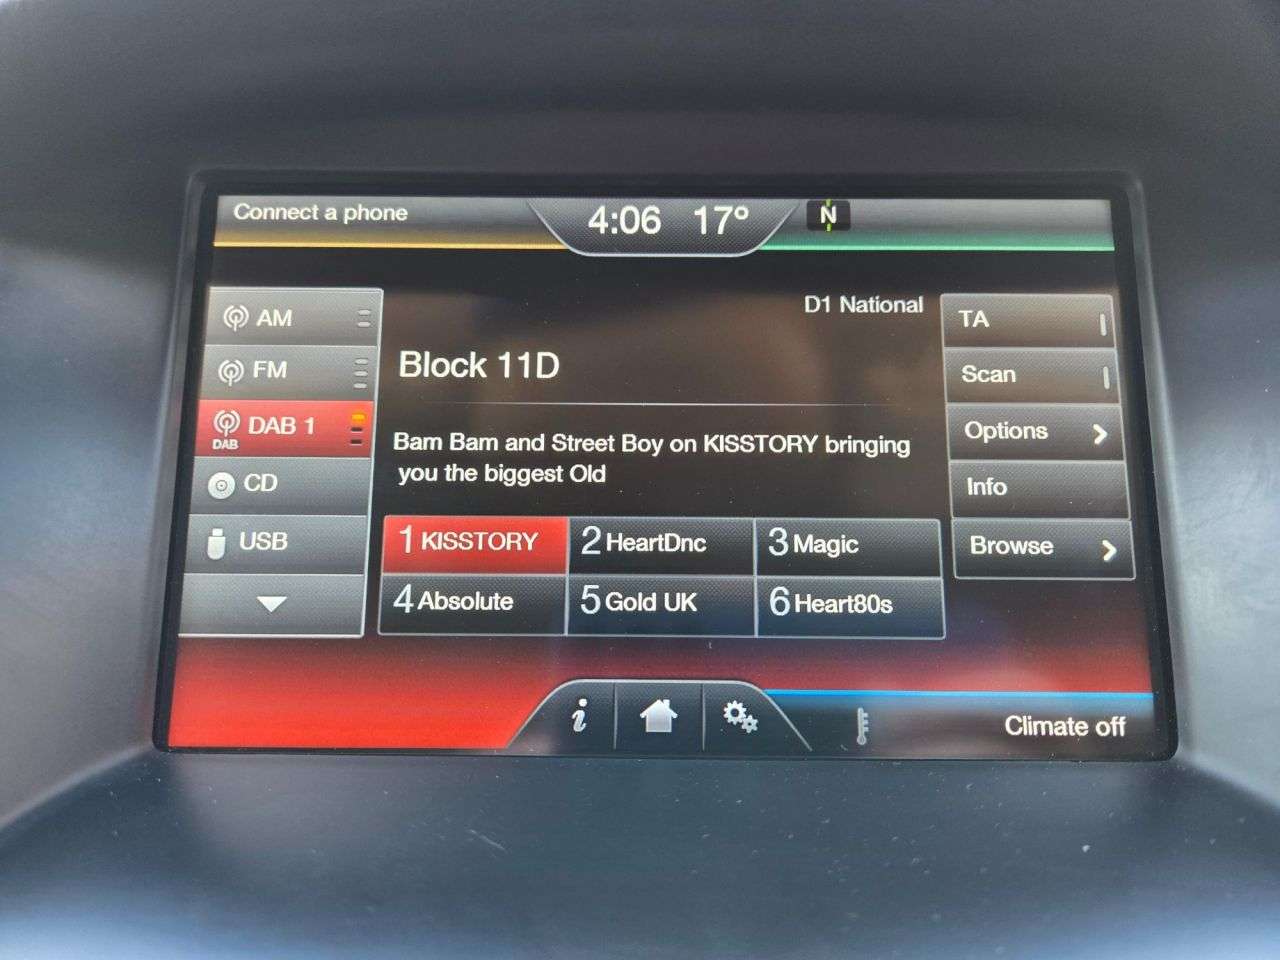 Connect a phone
4:06 17°
N
AM
FM
DAB 1
DAB
CD
USB
D1 National
Block 11D
Bam Bam and Street Boy on KISSTORY bringing
you the biggest Old
1 KISSTORY
2 HeartDnc
3 Magic
4 Absolute
5 Gold UK
6 Heart80s
TA
Scan
Options
Info
Browse
i
Climate off